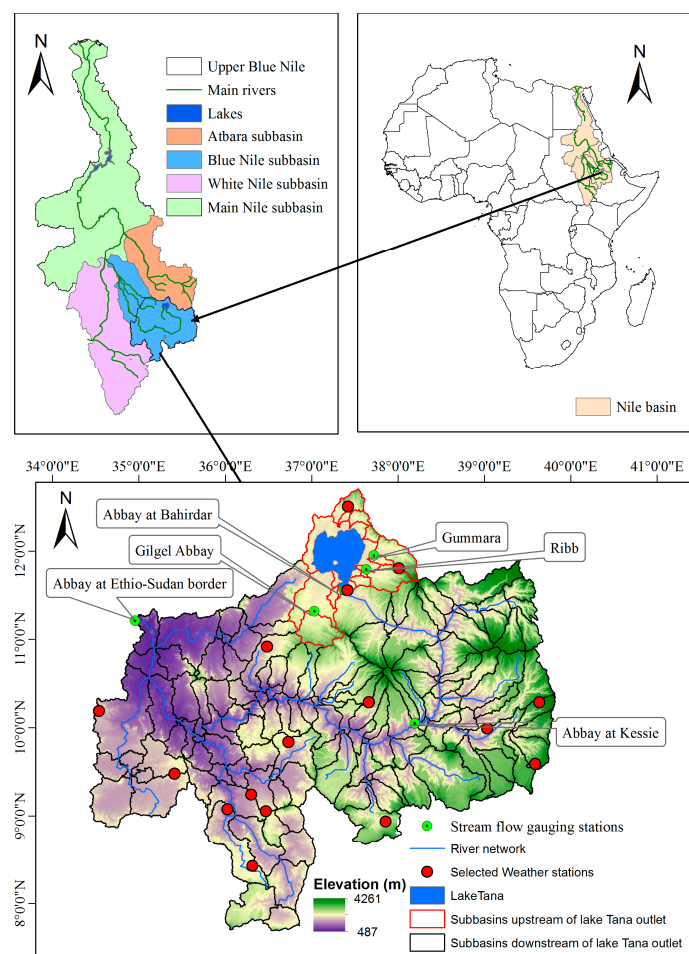 N
Upper Blue Nile
Main rivers
Lakes
Atbara subbasin
Blue Nile subbasin
White Nile subbasin
Main Nile subbasin
N
Nile basin
34°0'0"E 35°0'0"E 36°0'0"E 37°0'0"E 38°0'0"E 39°0'0"E 40°0'0"E 41°0'0"E
N
12°0'0"N
11°0'0"N
10°0'0"N
9°0'0"N
8°0'0"N
Abbay at Bahirdar
Gilgel Abbay
Abbay at Ethio-Sudan border
Gummara
Ribb
Abbay at Kessie
Stream flow gauging stations
River network
Selected Weather stations
LakeTana
Subbasins upstream of lake Tana outlet
Subbasins downstream of lake Tana outlet
Elevation (m)
4261
487